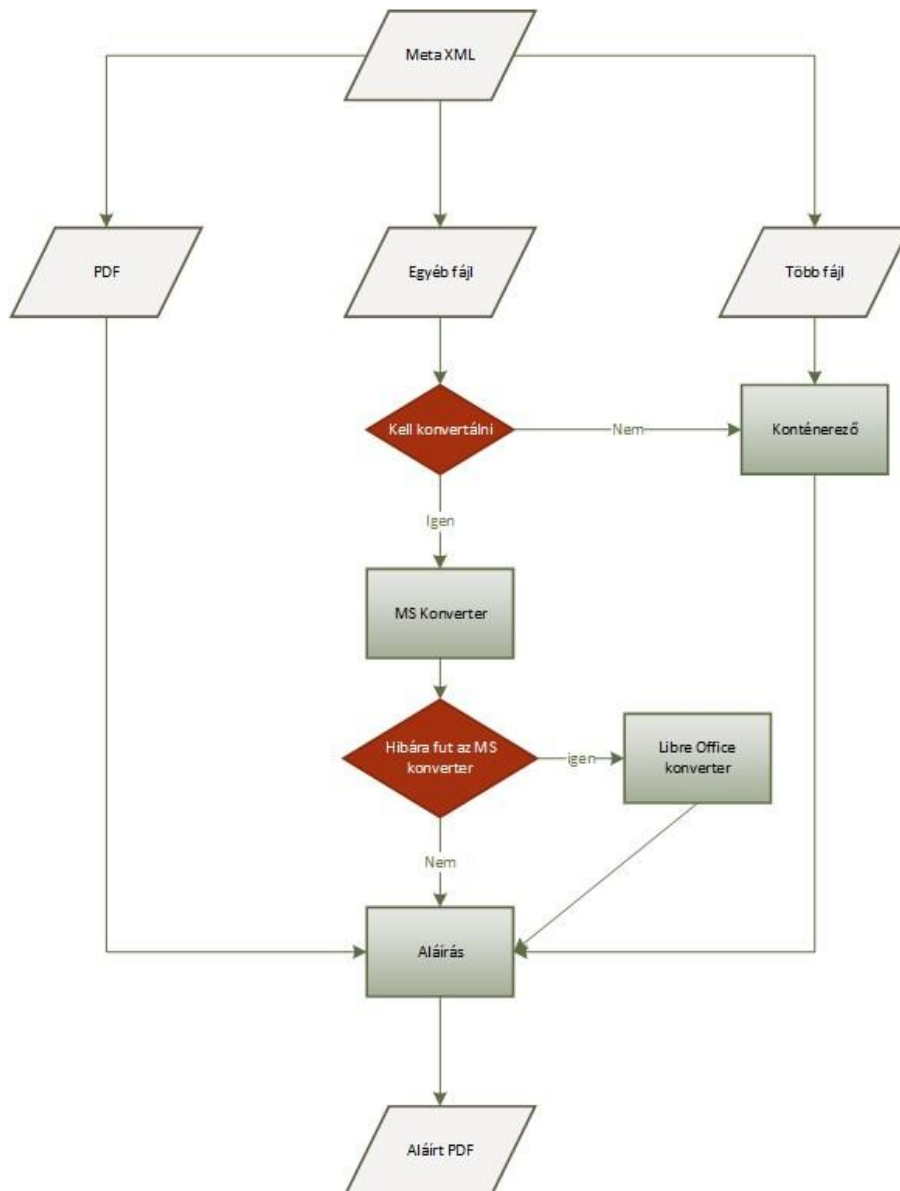 Meta XML
PDF
Egyéb fájl
Több fájl
Kell konvertálni
Nem
Konténerező
Igen
MS Konverter
Hibára fut az MS
konverter
igen
Libre Office
konverter
Nem
Aláírás
Aláírt PDF